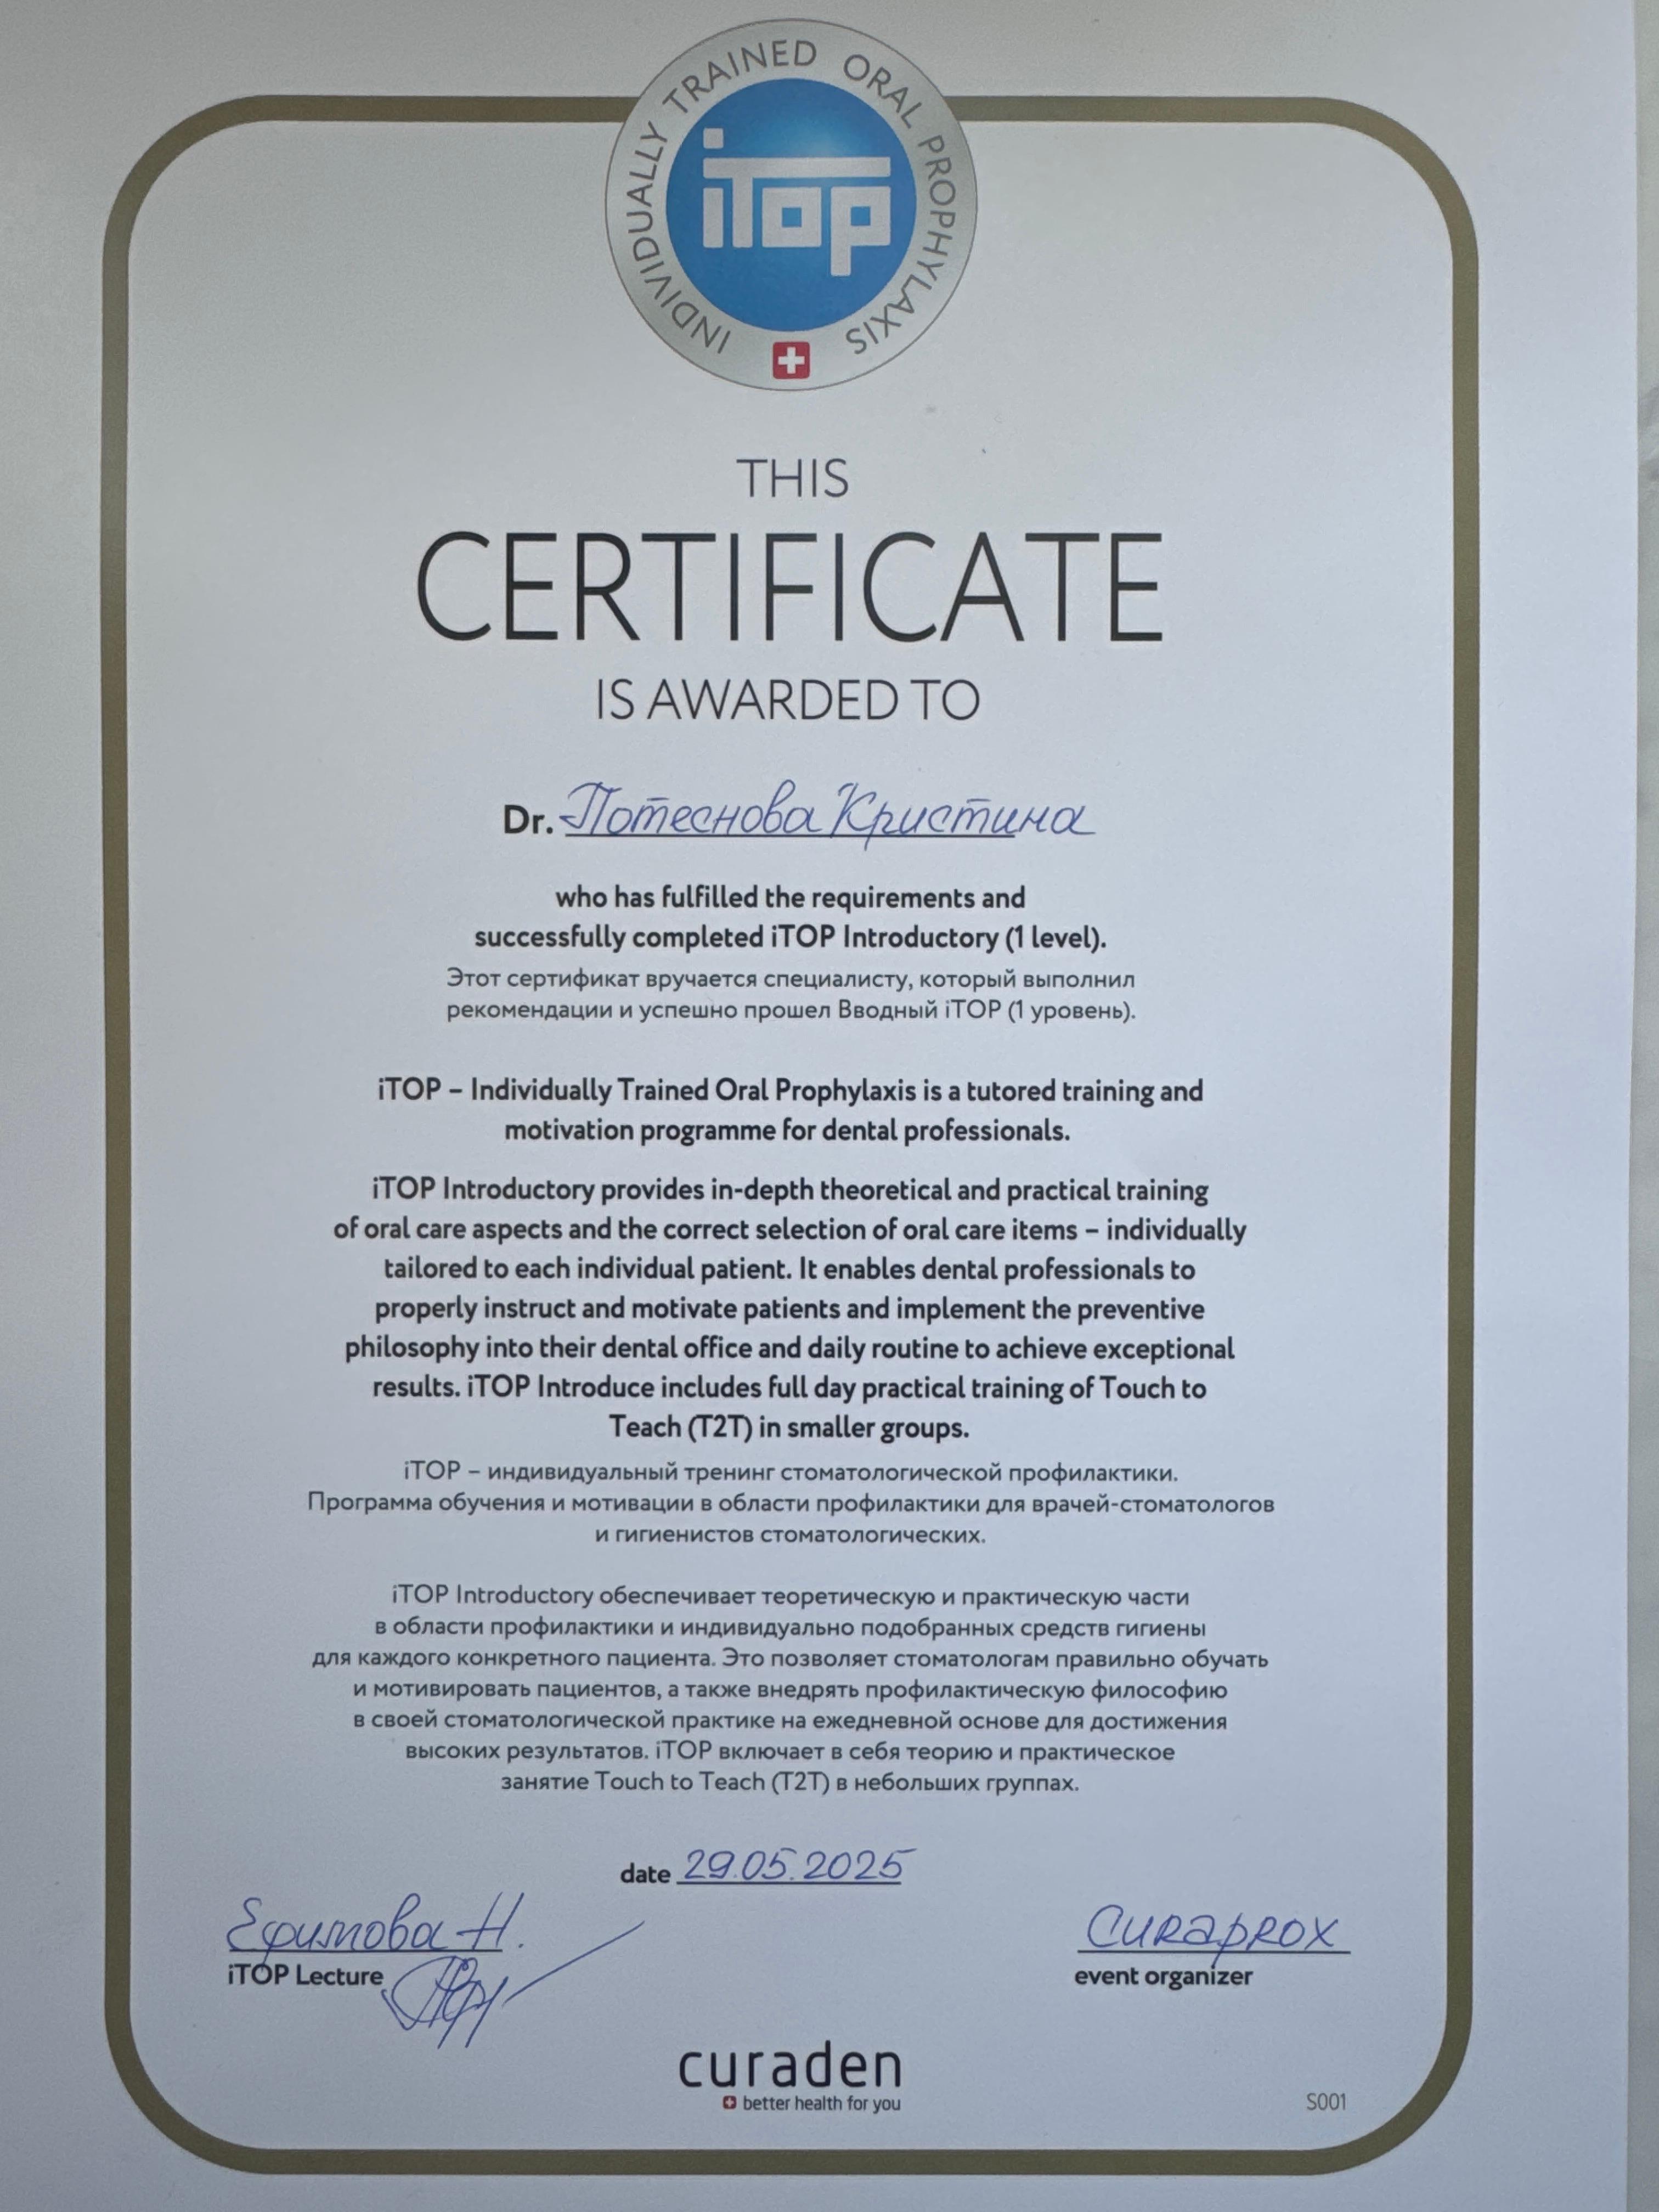 INDIVIDUALLY TRAINED ORAL PROPHYLAXIS
iTop
THIS
CERTIFICATE
IS AWARDED TO
Dr. Потеснова Кристина
who has fulfilled the requirements and
successfully completed iTOP Introductory (1 level).
Этот сертификат вручается специалисту, который выполнил
рекомендации и успешно прошел Вводный iTOP (1 уровень).
iTOP – Individually Trained Oral Prophylaxis is a tutored training and
motivation programme for dental professionals.
iTOP Introductory provides in-depth theoretical and practical training
of oral care aspects and the correct selection of oral care items – individually
tailored to each individual patient. It enables dental professionals to
properly instruct and motivate patients and implement the preventive
philosophy into their dental office and daily routine to achieve exceptional
results. iTOP Introduce includes full day practical training of Touch to
Teach (T2T) in smaller groups.
iTOP – индивидуальный тренинг стоматологической профилактики.
Программа обучения и мотивации в области профилактики для врачей-стоматологов
и гигиенистов стоматологических.
iTOP Introductory обеспечивает теоретическую и практическую части
в области профилактики и индивидуально подобранных средств гигиены
для каждого конкретного пациента. Это позволяет стоматологам правильно обучать
и мотивировать пациентов, а также внедрять профилактическую философию
в своей стоматологической практике на ежедневной основе для достижения
высоких результатов. iTOP включает в себя теорию и практическое
занятие Touch to Teach (T2T) в небольших группах.
date 29.05.2025
Ефимова Н.
iTOP Lecture
Curaprox
event organizer
curaden
better health for you
S001